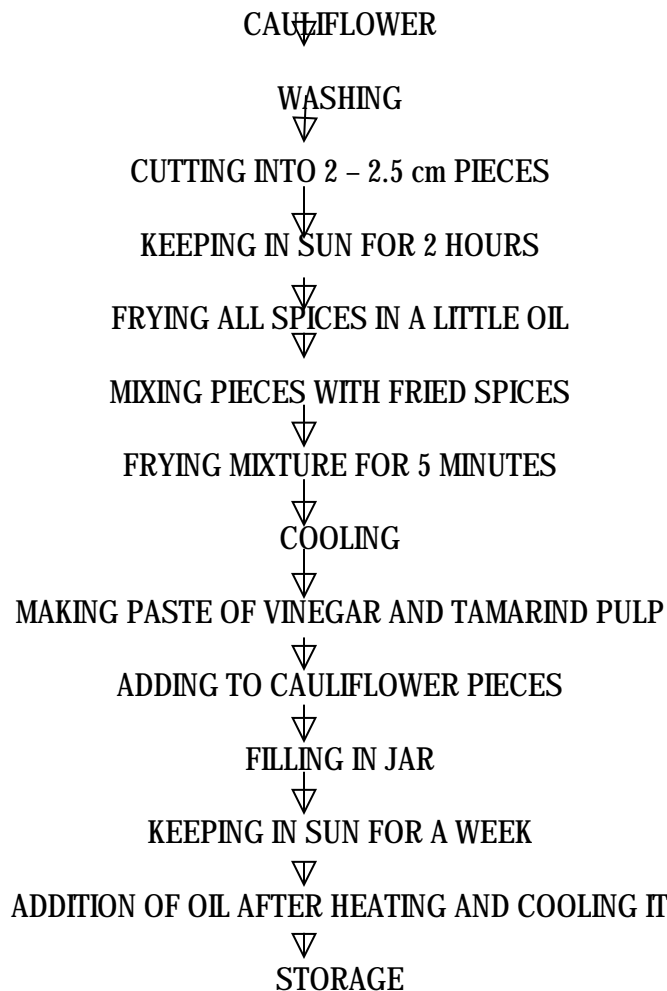 CAULIFLOWER
WASHING
CUTTING INTO 2 – 2.5 cm PIECES
KEEPING IN SUN FOR 2 HOURS
FRYING ALL SPICES IN A LITTLE OIL
MIXING PIECES WITH FRIED SPICES
FRYING MIXTURE FOR 5 MINUTES
COOLING
MAKING PASTE OF VINEGAR AND TAMARIND PULP
ADDING TO CAULIFLOWER PIECES
FILLING IN JAR
KEEPING IN SUN FOR A WEEK
ADDITION OF OIL AFTER HEATING AND COOLING IT
STORAGE